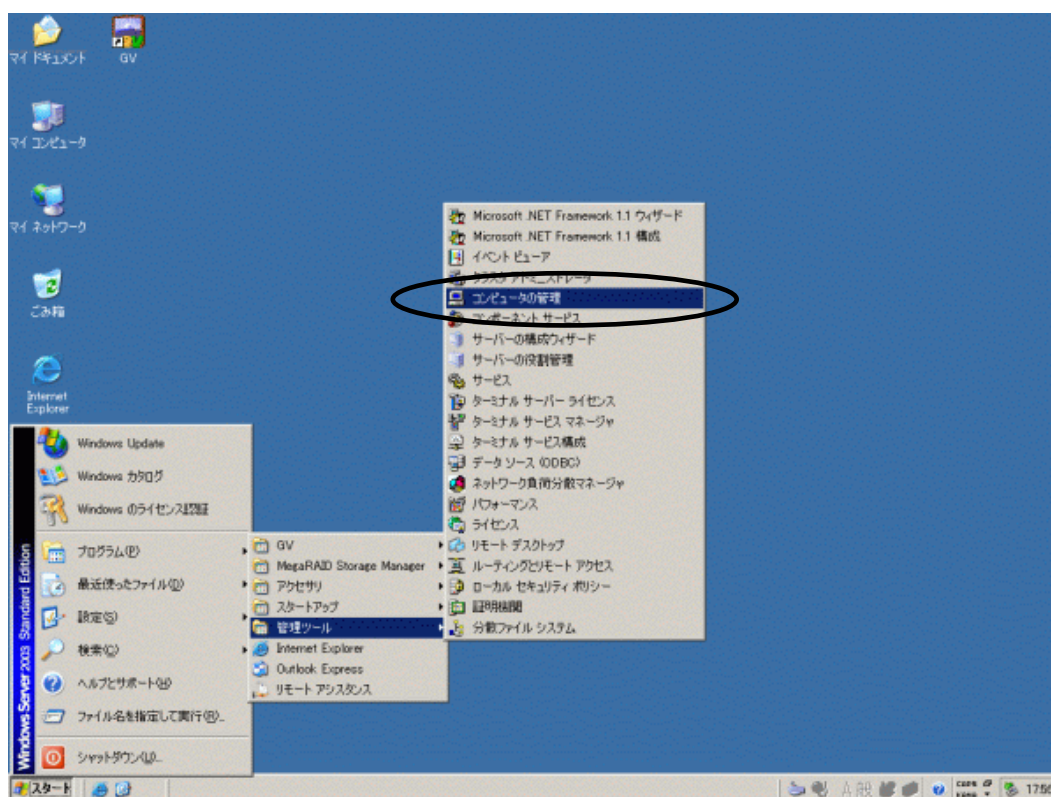 マイ ドキュメント
GV
マイ コンピュータ
マイ ネットワーク
ごみ箱
Internet
Explorer
Microsoft .NET Framework 1.1 ウィザード
Microsoft .NET Framework 1.1 構成
イベント ビューア
クラスタ アドミニストレータ
コンピュータの管理
コンポーネント サービス
サーバーの構成ウィザード
サーバーの役割管理
サービス
ターミナル サーバー ライセンス
ターミナル サービス マネージャ
ターミナル サービス構成
データ ソース (ODBC)
ネットワーク負荷分散マネージャ
パフォーマンス
ライセンス
リモート デスクトップ
ルーティングとリモート アクセス
ローカル セキュリティ ポリシー
証明機関
分散ファイル システム
GV
MegaRAID Storage Manager
アクセサリ
スタートアップ
管理ツール
Internet Explorer
Outlook Express
リモート アシスタンス
Windows Update
Windows カタログ
Windows のライセンス認証
プログラム(P)
最近使ったファイル(D)
設定(S)
検索(C)
ヘルプとサポート(H)
ファイル名を指定して実行(R)...
シャットダウン(U)...
Windows Server 2003 Standard Edition
スタート
A 般
CAPS
KANA